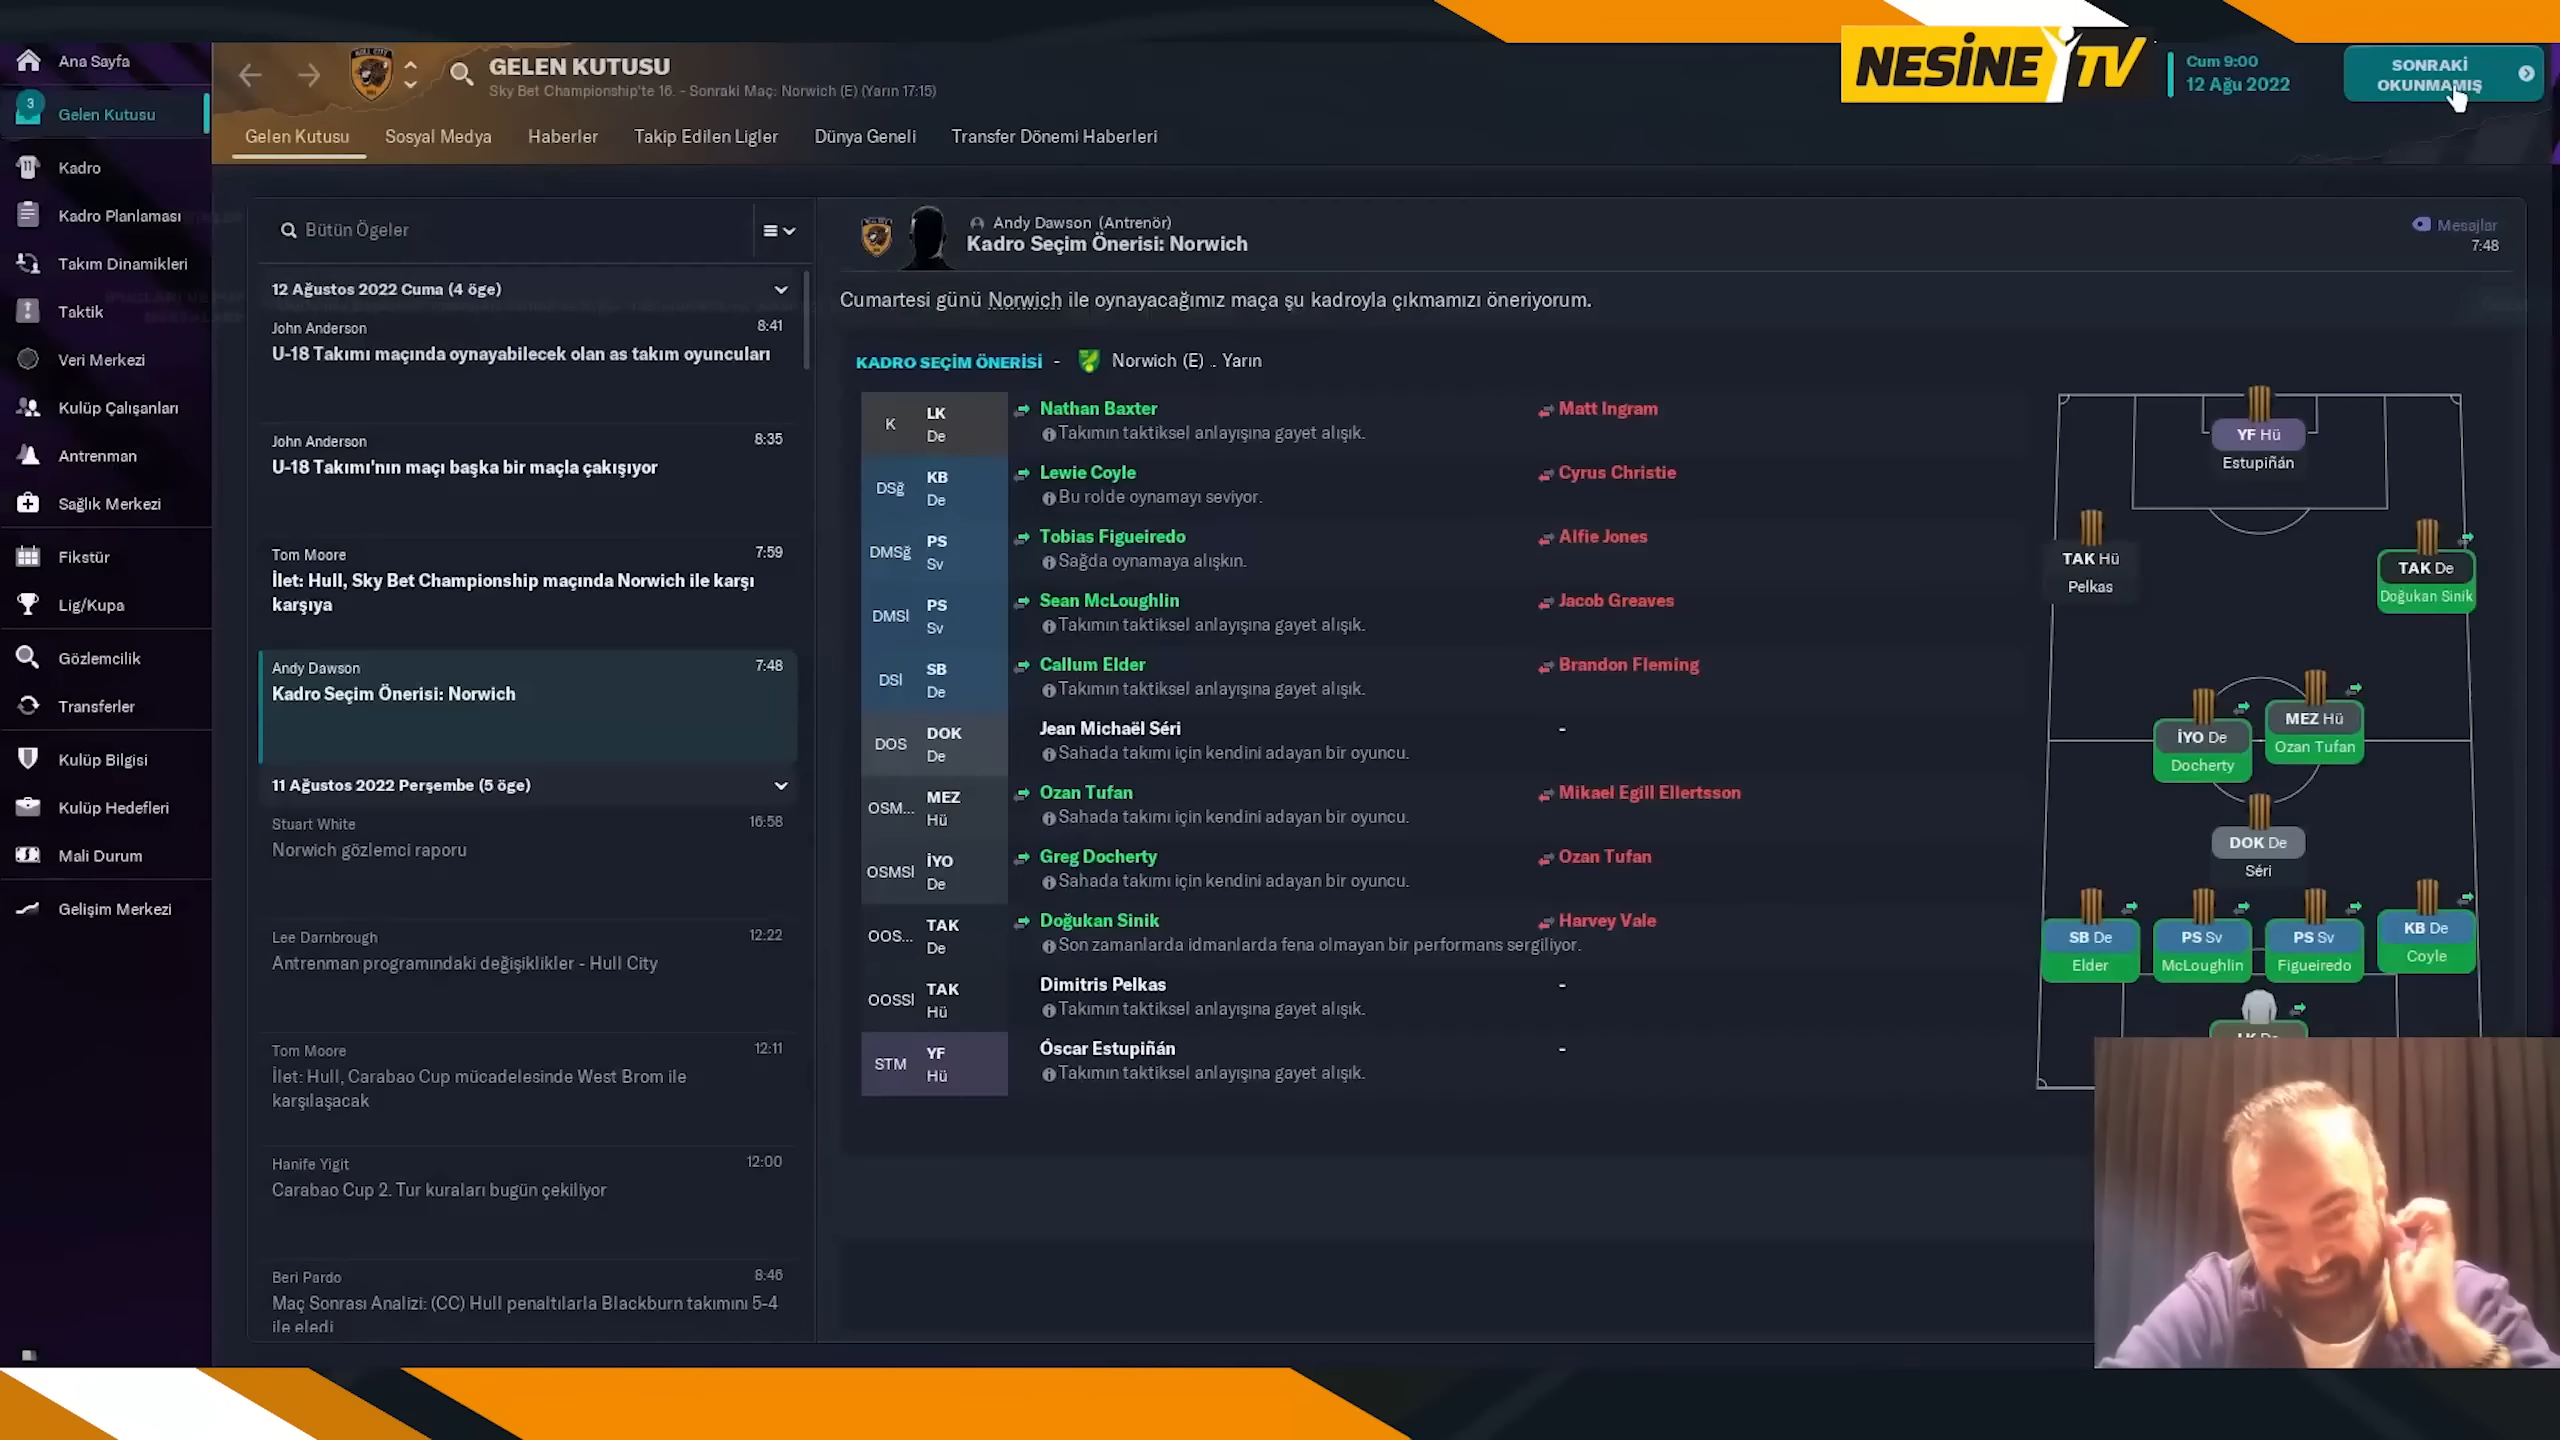 Ana Sayfa
3
Gelen Kutusu
Kadro
Kadro Planlaması
Takım Dinamikleri
Taktik
Veri Merkezi
Kulüp Çalışanları
Antrenman
Sağlık Merkezi
Fikstür
Lig/Kupa
Gözlemcilik
Transferler
Kulüp Bilgisi
Kulüp Hedefleri
Mali Durum
Gelişim Merkezi
GELEN KUTUSU
Sky Bet Championship'te 16. - Sonraki Maç: Norwich (E) (Yarın 17:15)
NESİNE TV
Cum 9:00
12 Ağu 2022
SONRAKİ
OKUNMAMIŞ
Gelen Kutusu Sosyal Medya Haberler Takip Edilen Ligler Dünya Geneli Transfer Dönemi Haberleri
Bütün Ögeler
12 Ağustos 2022 Cuma (4 öge)
John Anderson 8:41
U-18 Takımı maçında oynayabilecek olan as takım oyuncuları
John Anderson 8:35
U-18 Takımı'nın maçı başka bir maçla çakışıyor
Tom Moore 7:59
İlet: Hull, Sky Bet Championship maçında Norwich ile karşı
karşıya
Andy Dawson 7:48
Kadro Seçim Önerisi: Norwich
11 Ağustos 2022 Perşembe (5 öge)
Stuart White 16:58
Norwich gözlemci raporu
Lee Darnbrough 12:22
Antrenman programındaki değişiklikler - Hull City
Tom Moore 12:11
İlet: Hull, Carabao Cup mücadelesinde West Brom ile
karşılaşacak
Hanife Yigit 12:00
Carabao Cup 2. Tur kuraları bugün çekiliyor
Beri Pardo 8:46
Maç Sonrası Analizi: (CC) Hull penaltılarla Blackburn takımını 5-4
ile eledi
Andy Dawson (Antrenör)
Kadro Seçim Önerisi: Norwich
Mesajlar
7:48
Cumartesi günü Norwich ile oynayacağımız maça şu kadroyla çıkmamızı öneriyorum.
KADRO SEÇİM ÖNERİSİ - Norwich (E) .. Yarın
K LK De Nathan Baxter Matt Ingram
Takımın taktiksel anlayışına gayet alışık.
DSğ KB De Lewie Coyle Cyrus Christie
Bu rolde oynamayı seviyor.
DMSğ PS Sv Tobias Figueiredo Alfie Jones
Sağda oynamaya alışkın.
DMSl PS Sv Sean McLoughlin Jacob Greaves
Takımın taktiksel anlayışına gayet alışık.
DSl SB De Callum Elder Brandon Fleming
Takımın taktiksel anlayışına gayet alışık.
DOS DOK De Jean Michaël Séri -
Sahada takımı için kendini adayan bir oyuncu.
OSM... MEZ Hü Ozan Tufan Mikael Egill Ellertsson
Sahada takımı için kendini adayan bir oyuncu.
OSMSl İYO De Greg Docherty Ozan Tufan
Sahada takımı için kendini adayan bir oyuncu.
OOS... TAK De Doğukan Sinik Harvey Vale
Son zamanlarda idmanlarda fena olmayan bir performans sergiliyor.
OOSSl TAK Hü Dimitris Pelkas -
Takımın taktiksel anlayışına gayet alışık.
STM YF Hü Óscar Estupiñán -
Takımın taktiksel anlayışına gayet alışık.
YF Hü
Estupiñán
TAK Hü
Pelkas
TAK De
Doğukan Sinik
MEZ Hü
Ozan Tufan
İYO De
Docherty
DOK De
Séri
SB De
Elder
PS Sv
McLoughlin
PS Sv
Figueiredo
KB De
Coyle